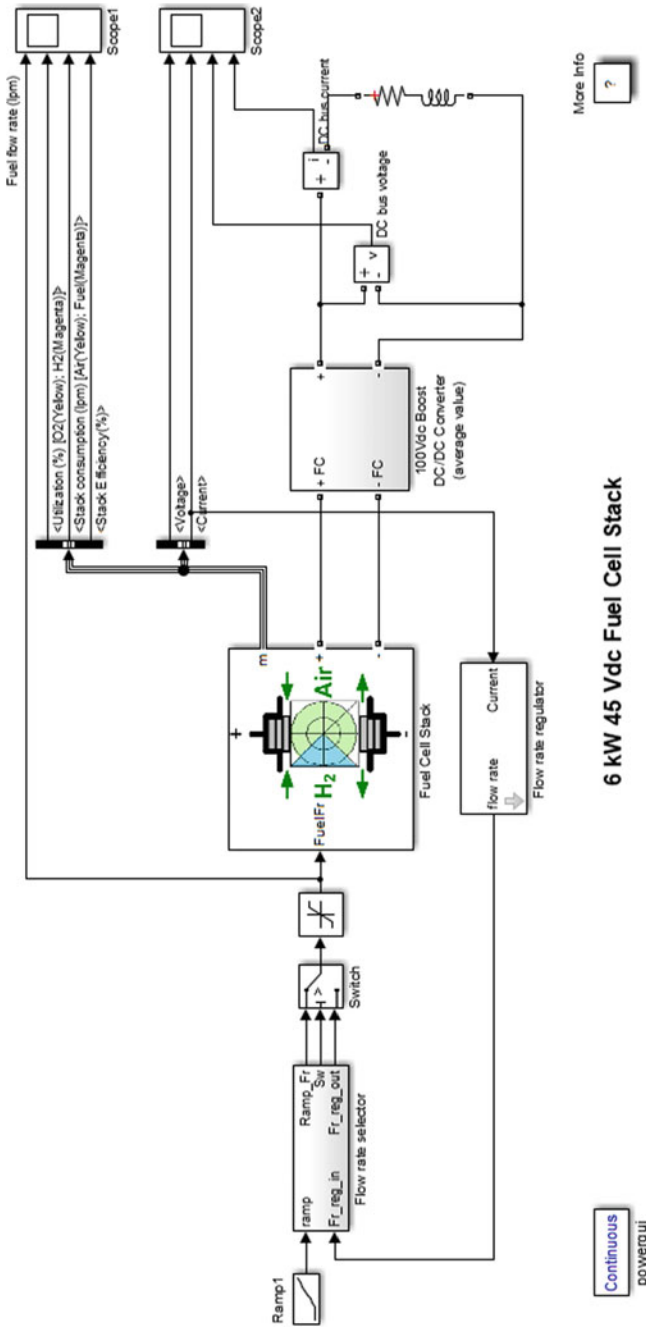 Fuel flow rate (lpm)
<Utilization (%) [O2(Yellow); H2(Magenta)]>
<Stack consumption (lpm) [Air(Yellow); Fuel(Magenta)]>
<Stack Efficiency(%)>
Scope1
<Voltage>
<Current>
Scope2
m
+
-
H2
Air
FuelFr
+
-
Fuel Cell Stack
Ramp1
ramp
Fr_reg_in
Ramp_Fr
Sw
Fr_reg_out
Flow rate selector
>
Switch
+ FC
- FC
+
-
100Vdc Boost
DC/DC Converter
(average value)
+
-
v
DC bus voltage
+
i
-
DC bus current
+
flow rate
Current
Flow rate regulator
Continuous
powergui
6 kW 45 Vdc Fuel Cell Stack
More Info
?